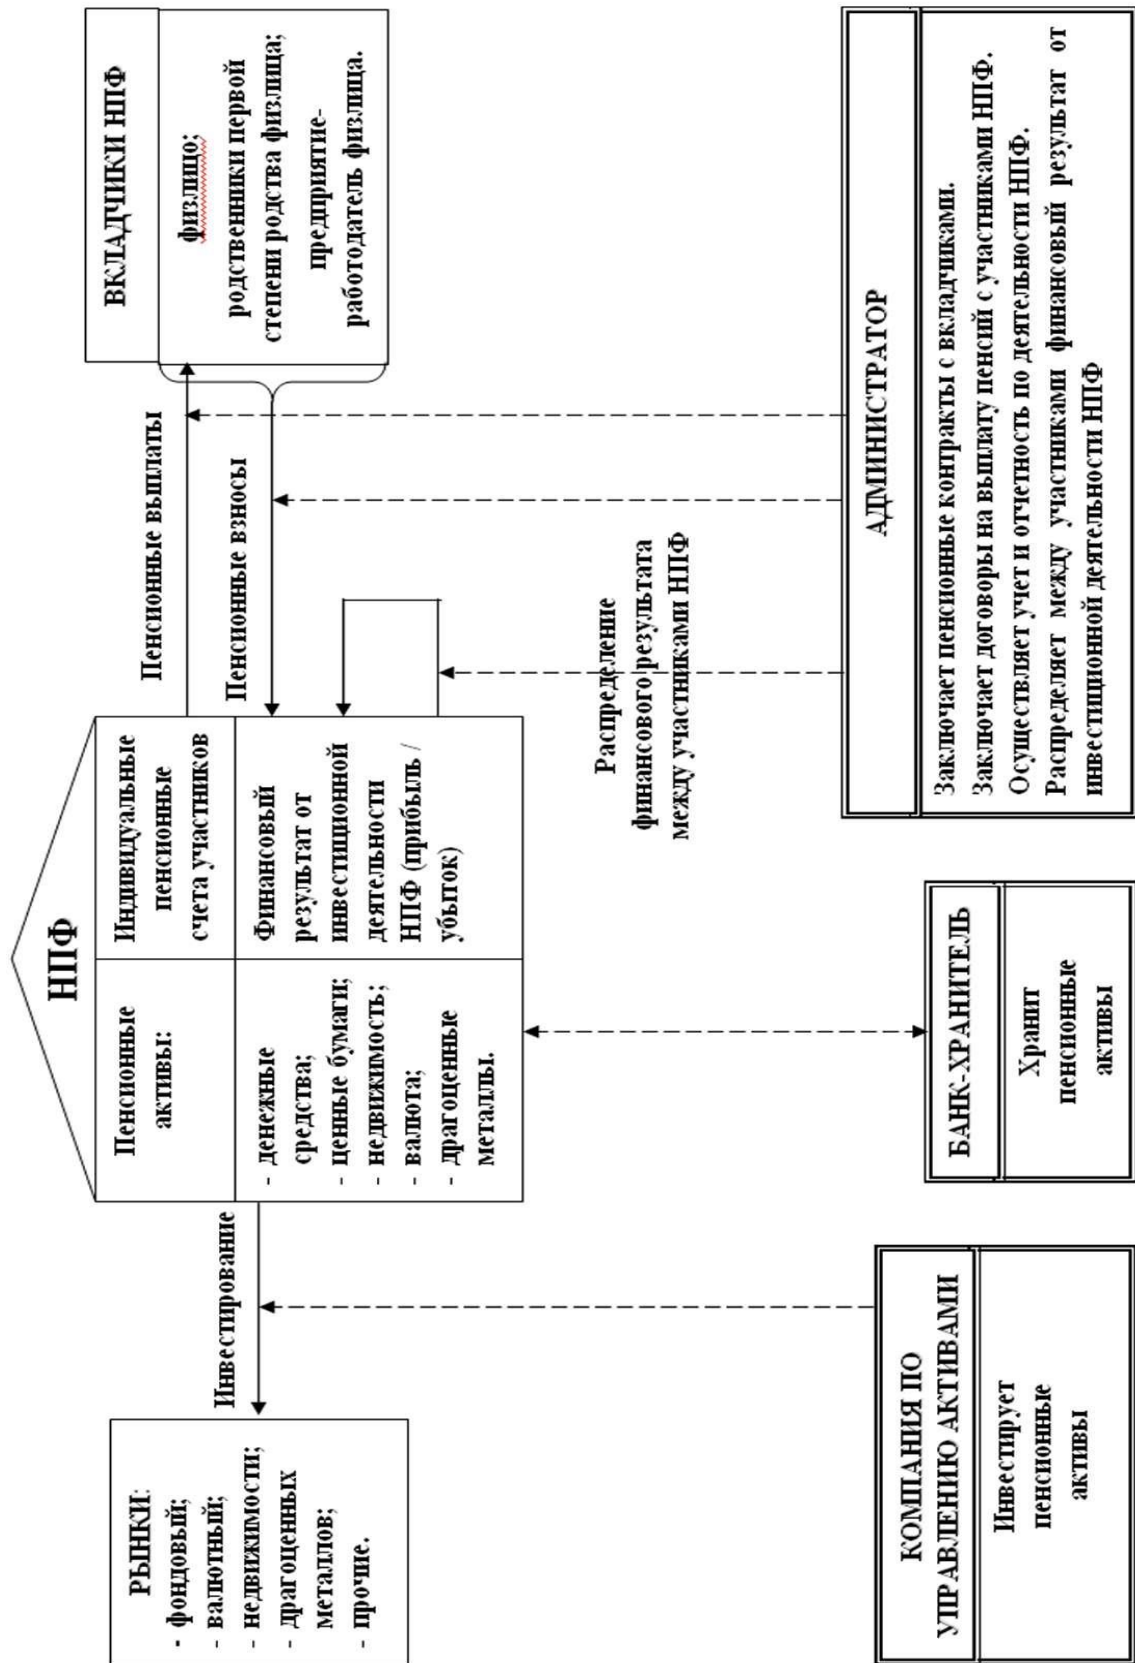 НПФ
РЫНКИ:
- фондовый;
- валютный;
- недвижимости;
- драгоценных
металлов;
- прочие.
Инвестирование
Пенсионные
активы:
- денежные
средства;
- ценные бумаги;
- недвижимость;
- валюта;
- драгоценные
металлы.
Индивидуальные
пенсионные
счета участников
Финансовый
результат от
инвестиционной
деятельности
НПФ (прибыль /
убыток)
Пенсионные выплаты
Пенсионные взносы
ВКЛАДЧИКИ НПФ
физлицо;
родственники первой
степени родства физлица;
предприятие-
работодатель физлица.
Распределение
финансового результата
между участниками НПФ
КОМПАНИЯ ПО
УПРАВЛЕНИЮ АКТИВАМИ
Инвестирует
пенсионные
активы
БАНК-ХРАНИТЕЛЬ
Хранит
пенсионные
активы
АДМИНИСТРАТОР
Заключает пенсионные контракты с вкладчиками.
Заключает договоры на выплату пенсий с участниками НПФ.
Осуществляет учет и отчетность по деятельности НПФ.
Распределяет между участниками финансовый результат от
инвестиционной деятельности НПФ